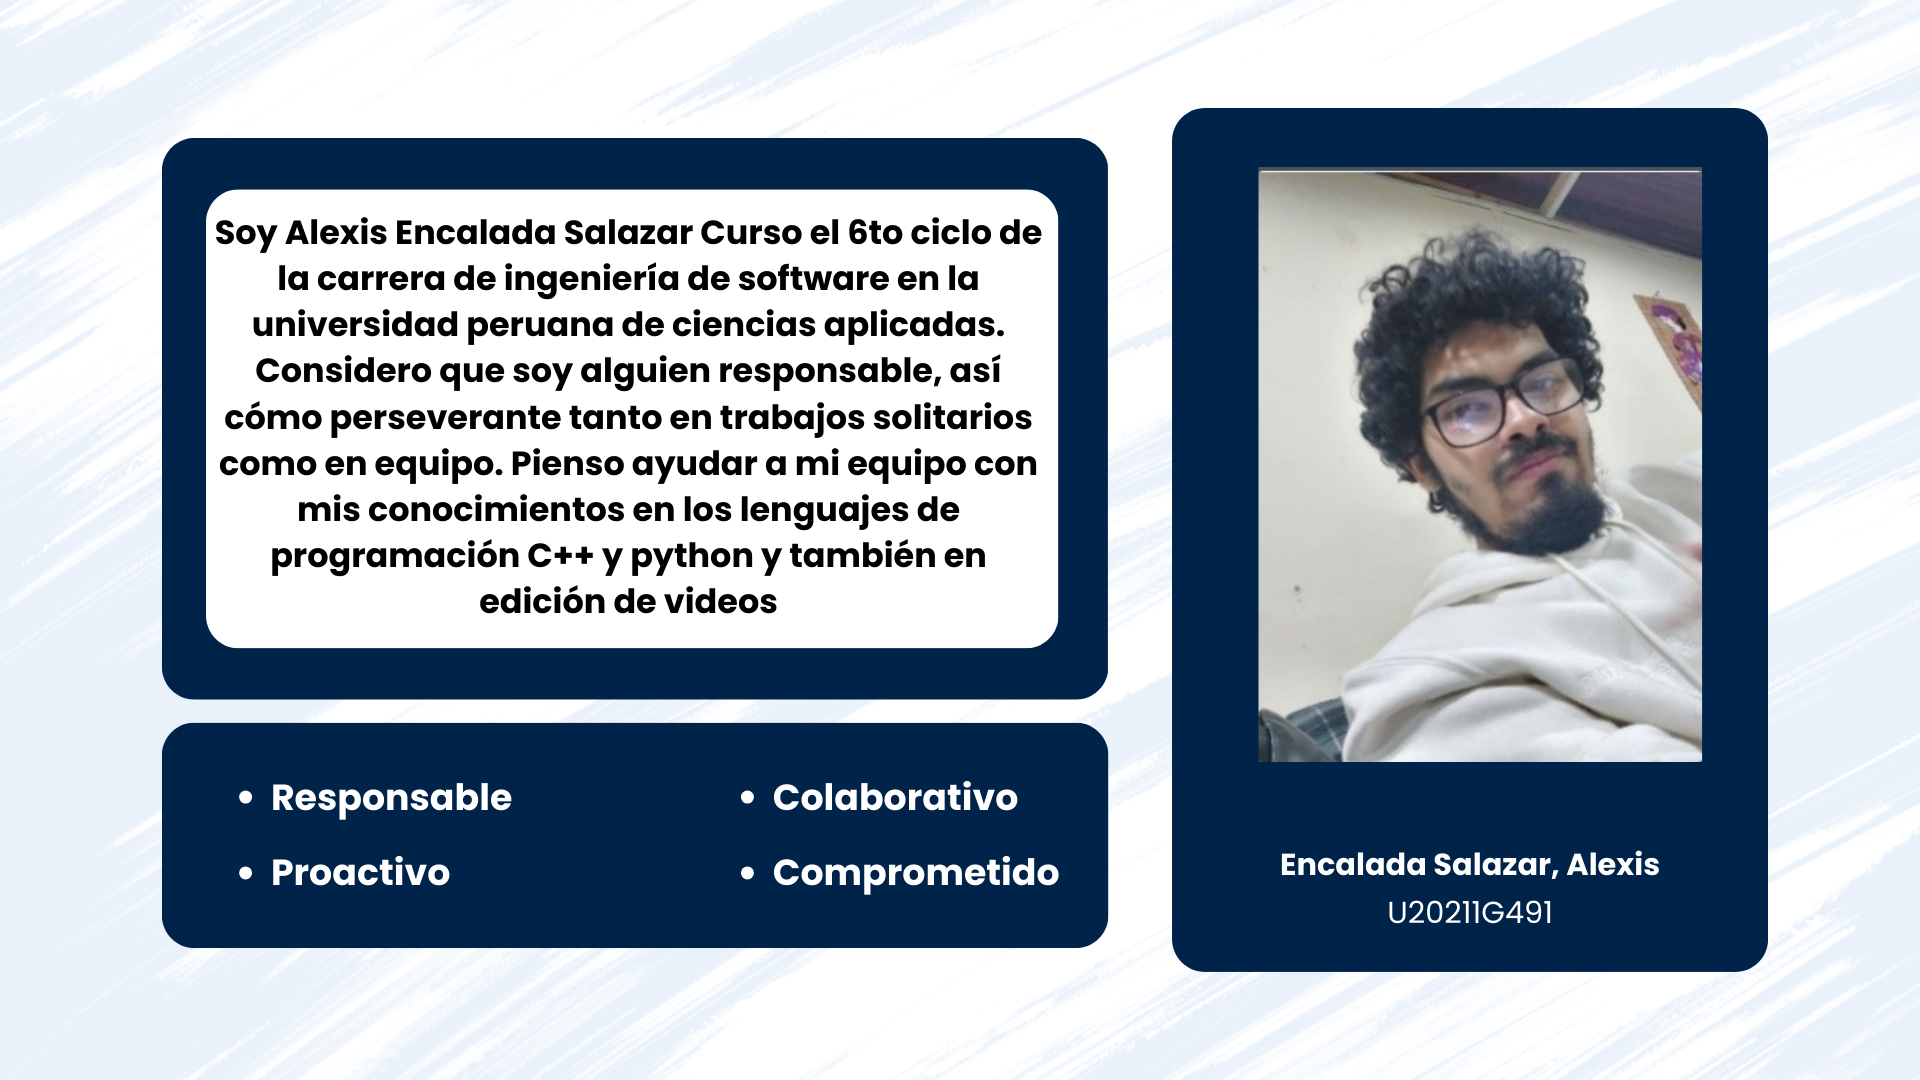 Soy Alexis Encalada Salazar Curso el 6to ciclo de
la carrera de ingeniería de software en la
universidad peruana de ciencias aplicadas.
Considero que soy alguien responsable, así
cómo perseverante tanto en trabajos solitarios
como en equipo. Pienso ayudar a mi equipo con
mis conocimientos en los lenguajes de
programación C++ y python y también en
edición de videos
• Responsable
• Proactivo
• Colaborativo
• Comprometido
Encalada Salazar, Alexis
U20211G491